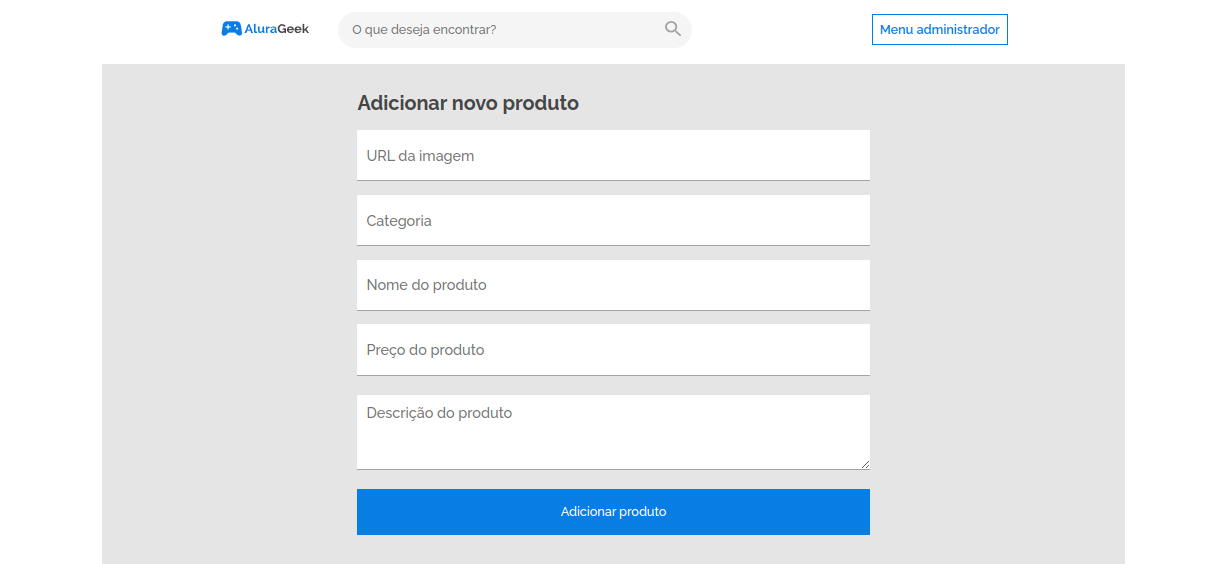 AluraGeek
O que deseja encontrar?
Menu administrador
Adicionar novo produto
URL da imagem
Categoria
Nome do produto
Preço do produto
Descrição do produto
Adicionar produto